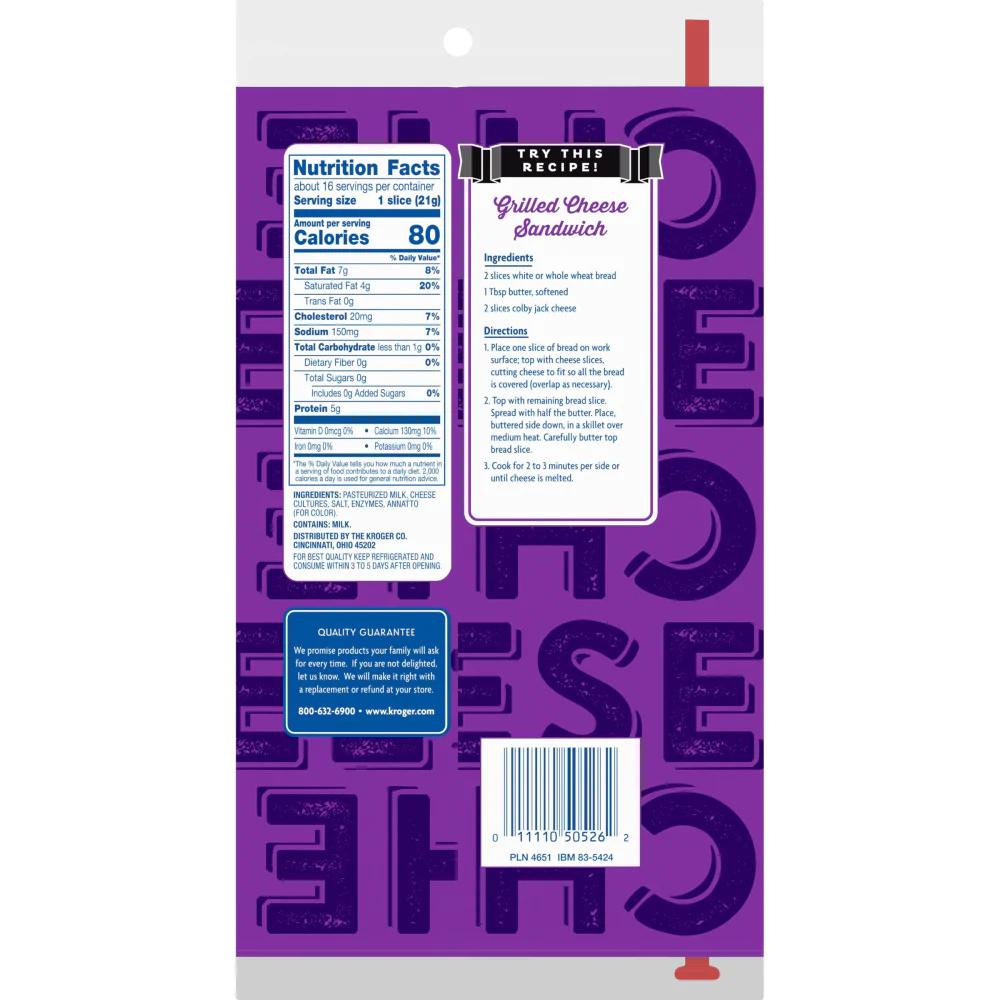 Nutrition Facts
about 16 servings per container
Serving size 1 slice (21g)
Amount per serving
Calories 80
% Daily Value*
Total Fat 7g 8%
Saturated Fat 4g 20%
Trans Fat 0g
Cholesterol 20mg 7%
Sodium 150mg 7%
Total Carbohydrate less than 1g 0%
Dietary Fiber 0g 0%
Total Sugars 0g
Includes 0g Added Sugars 0%
Protein 5g
Vitamin D 0mcg 0% • Calcium 130mg 10%
Iron 0mg 0% • Potassium 0mg 0%
*The % Daily Value tells you how much a nutrient in
a serving of food contributes to a daily diet. 2,000
calories a day is used for general nutrition advice.
INGREDIENTS: PASTEURIZED MILK, CHEESE
CULTURES, SALT, ENZYMES, ANNATTO
(FOR COLOR).
CONTAINS: MILK.
DISTRIBUTED BY THE KROGER CO.
CINCINNATI, OHIO 45202
FOR BEST QUALITY KEEP REFRIGERATED AND
CONSUME WITHIN 3 TO 5 DAYS AFTER OPENING.
TRY THIS
RECIPE!
Grilled Cheese
Sandwich
Ingredients
2 slices white or whole wheat bread
1 Tbsp butter, softened
2 slices colby jack cheese
Directions
1. Place one slice of bread on work
surface; top with cheese slices,
cutting cheese to fit so all the bread
is covered (overlap as necessary).
2. Top with remaining bread slice.
Spread with half the butter. Place,
buttered side down, in a skillet over
medium heat. Carefully butter top
bread slice.
3. Cook for 2 to 3 minutes per side or
until cheese is melted.
QUALITY GUARANTEE
We promise products your family will ask
for every time. If you are not delighted,
let us know. We will make it right with
a replacement or refund at your store.
800-632-6900 • www.kroger.com
0 11110 50526 2
PLN 4651 IBM 83-5424